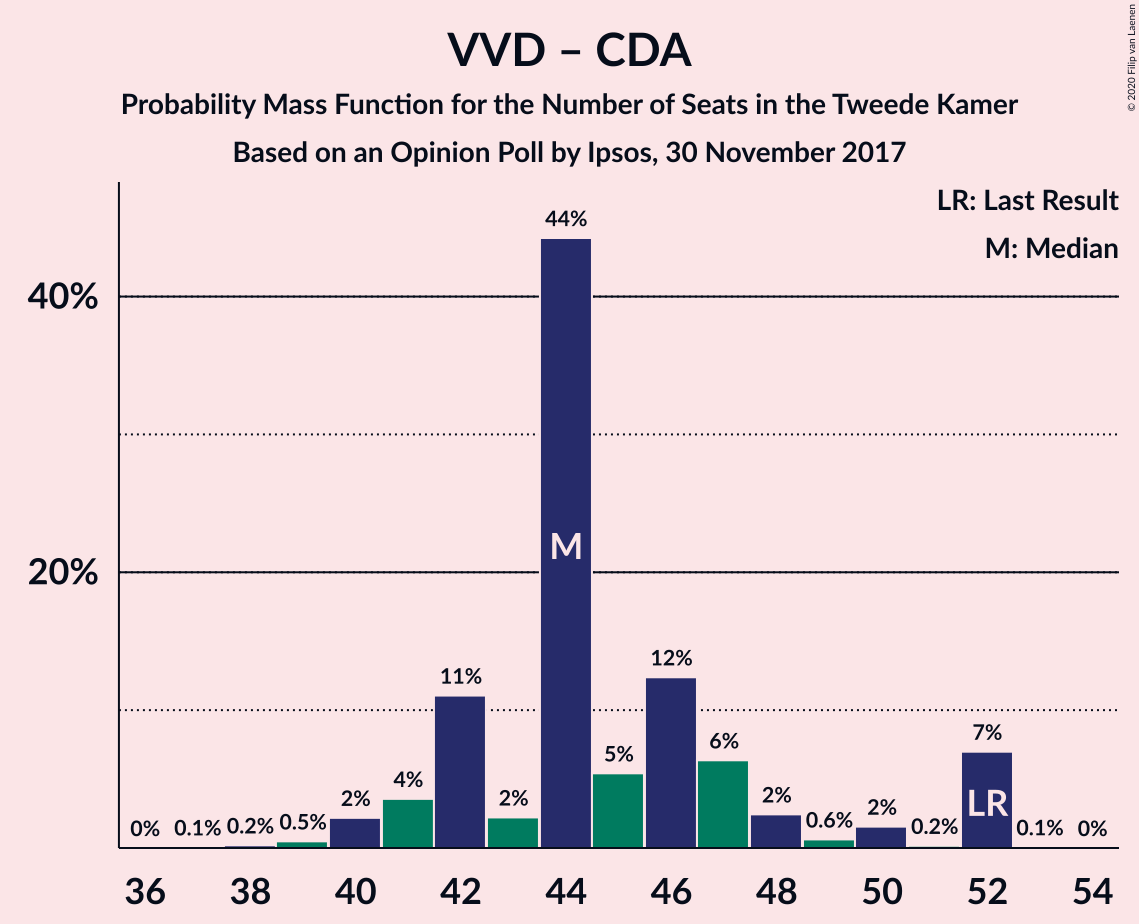 VVD – CDA
Probability Mass Function for the Number of Seats in the Tweede Kamer
Based on an Opinion Poll by Ipsos, 30 November 2017
© 2020 Filip van Laenen
LR: Last Result
M: Median
40%
20%
0%
0.1%
0.2%
0.5%
2%
4%
11%
2%
44%
M
5%
12%
6%
2%
0.6%
2%
0.2%
7%
LR
0.1%
0%
36 38 40 42 44 46 48 50 52 54